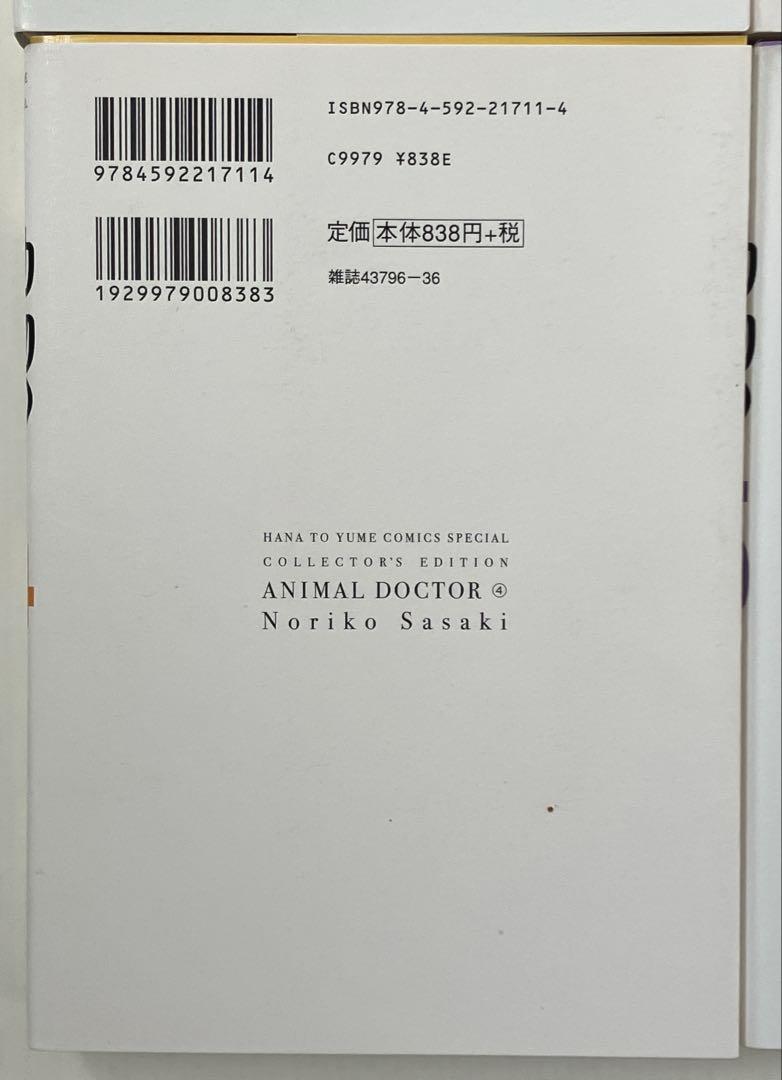 ISBN978-4-592-21711-4
9784592217114
C9979 ¥838E
定価 本体838円+税
雑誌43796-36
1929979008383
HANA TO YUME COMICS SPECIAL
COLLECTOR'S EDITION
ANIMAL DOCTOR ④
Noriko Sasaki